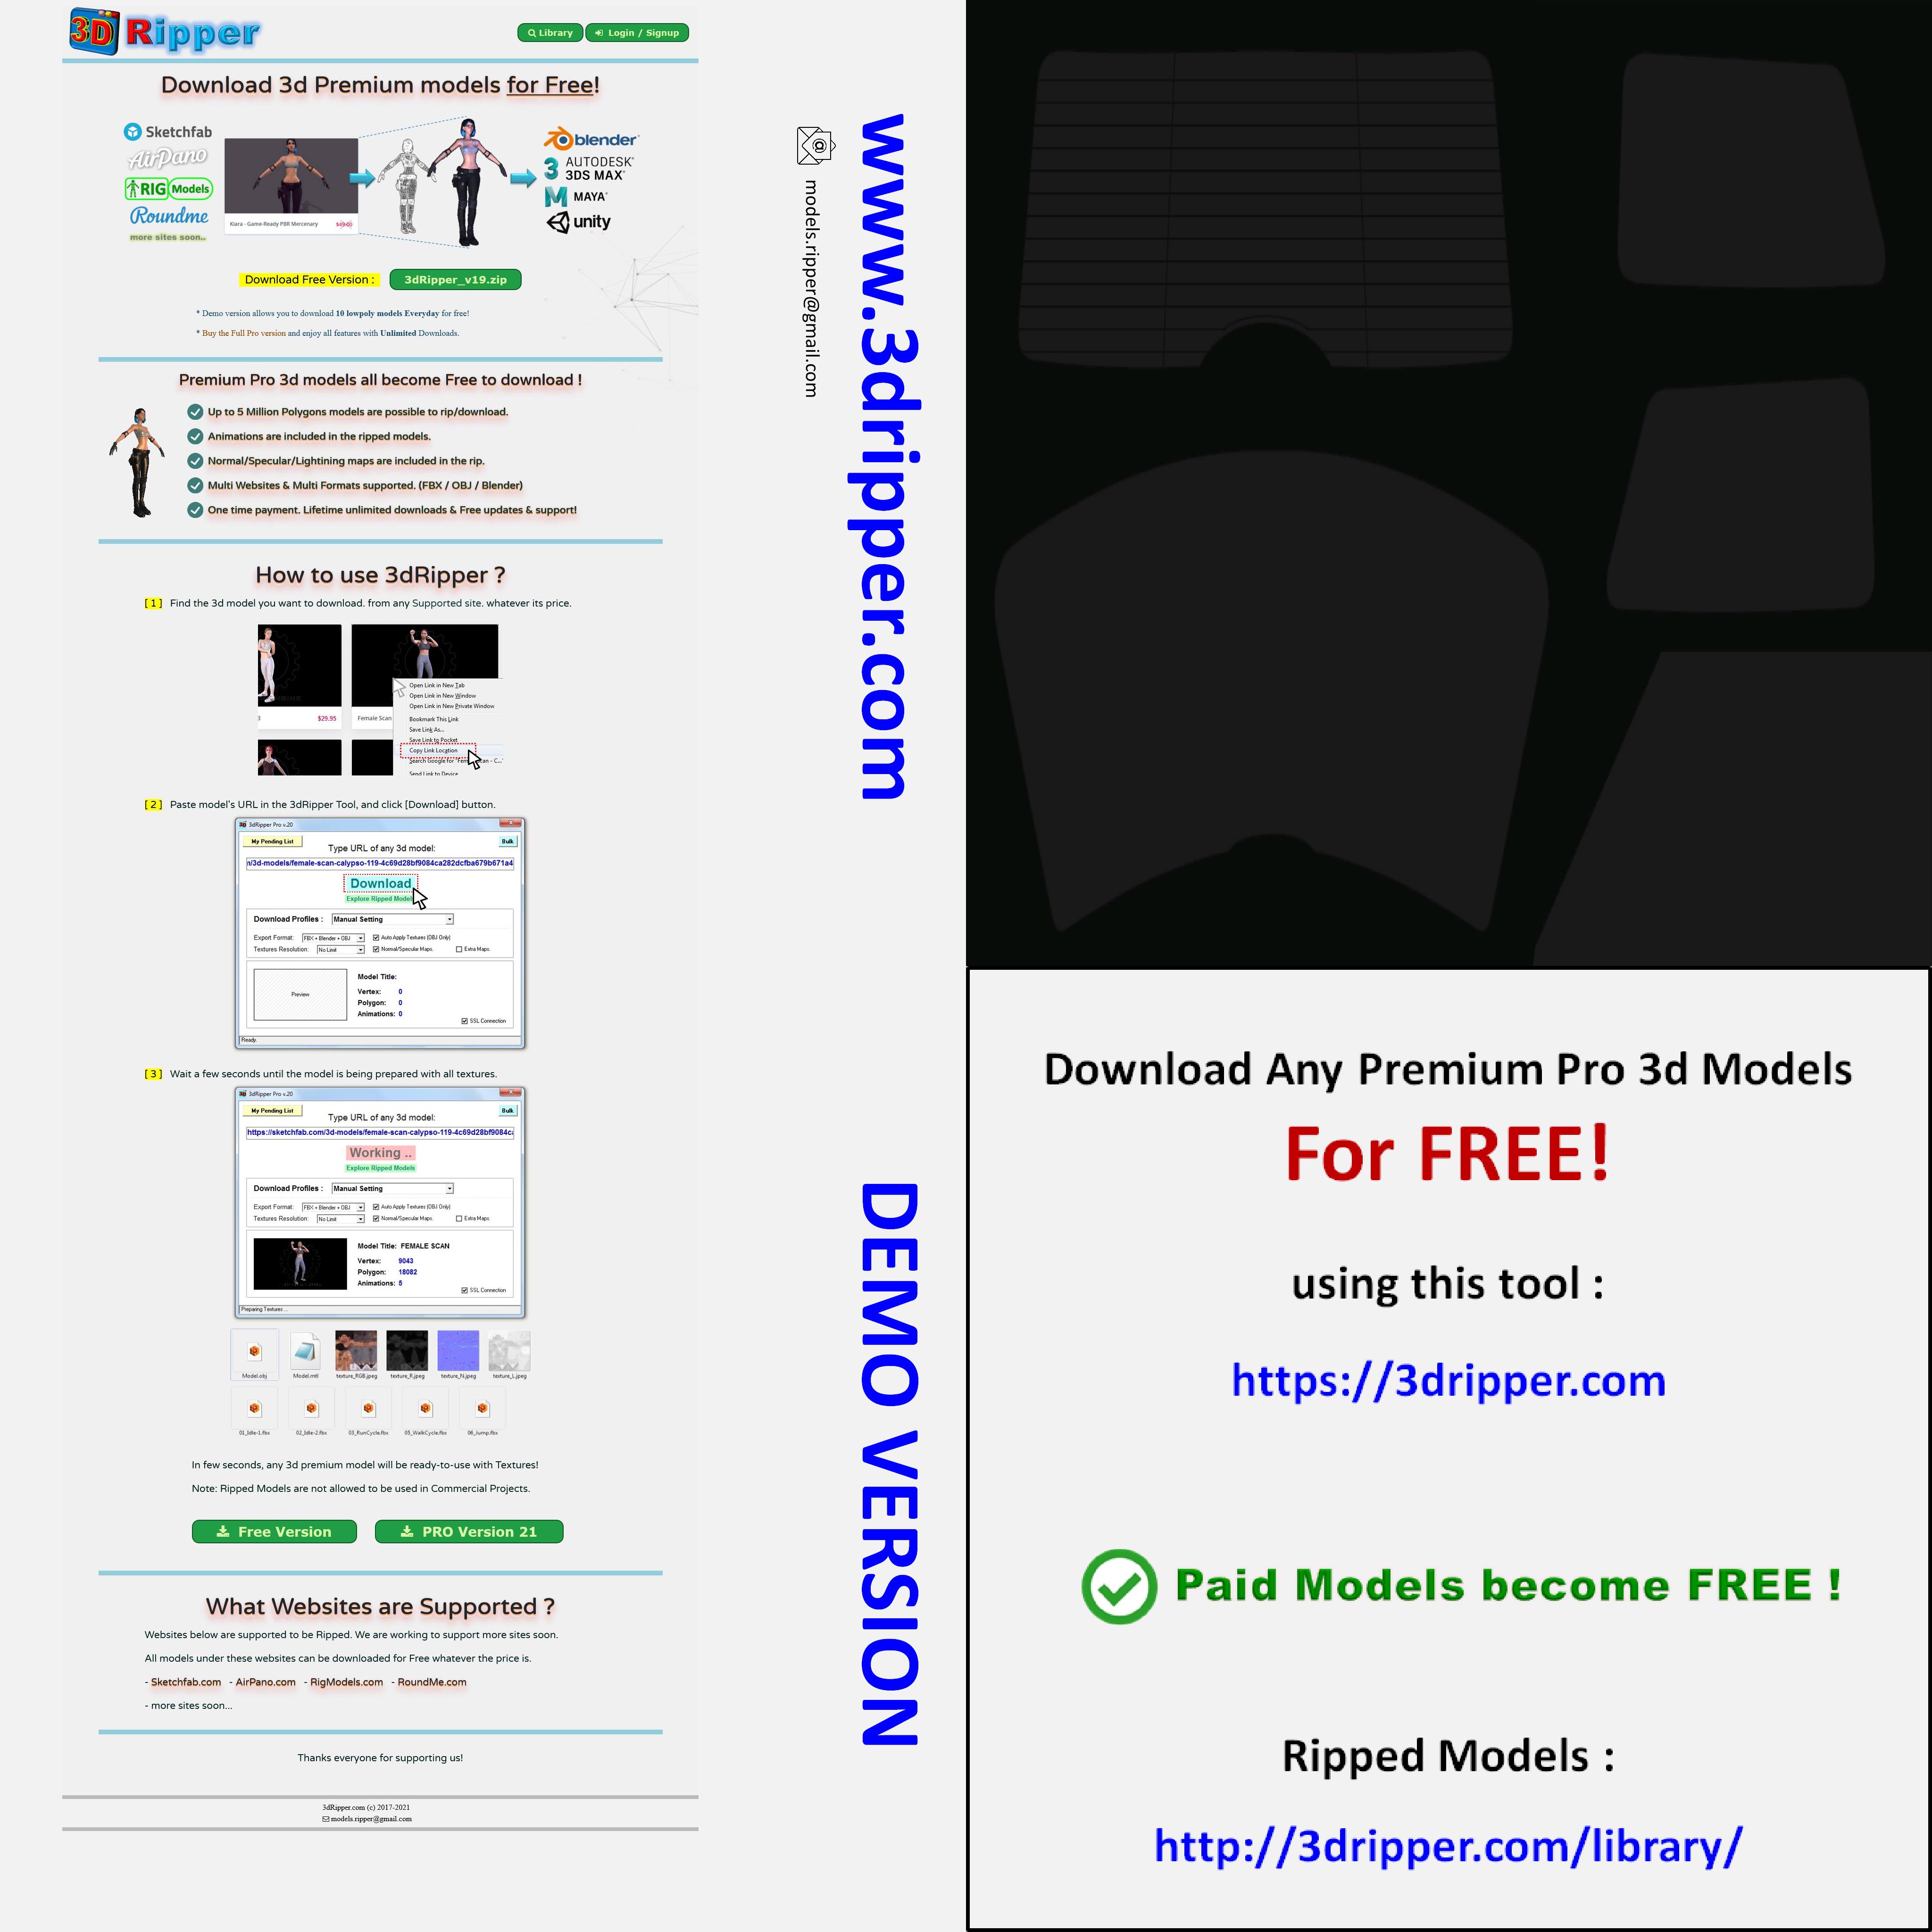 3D Ripper
Library
Login / Signup
Download 3d Premium models for Free!
Sketchfab
AirPano
RIG Models
Roundme
more sites soon..
Kiara - Game-Ready PBR Mercenary
blender
AUTODESK
3DS MAX
MAYA
unity
Download Free Version :
3dRipper_v19.zip
* Demo version allows you to download 10 lowpoly models Everyday for free!
* Buy the Full Pro version and enjoy all features with Unlimited Downloads.
Premium Pro 3d models all become Free to download !
Up to 5 Million Polygons models are possible to rip/download.
Animations are included in the ripped models.
Normal/Specular/Lightining maps are included in the rip.
Multi Websites & Multi Formats supported. (FBX / OBJ / Blender)
One time payment. Lifetime unlimited downloads & Free updates & support!
How to use 3dRipper ?
[ 1 ] Find the 3d model you want to download. from any Supported site. whatever its price.
$29.95
Female Scan
Open Link in New Tab
Open Link in New Window
Open Link in New Private Window
Bookmark This Link
Save Link As...
Save Link to Pocket
Copy Link Location
Search Google for "Fem
Send Link to Device
[ 2 ] Paste model's URL in the 3dRipper Tool, and click [Download] button.
3dRipper Pro v.20
My Pending List
Bulk
Type URL of any 3d model:
n/3d-models/female-scan-calypso-119-4c69d28bf9084ca282dcfba679b671a4
Download
Explore Ripped Models
Download Profiles : Manual Setting
Export Format: FBX + Blender + OBJ
Auto Apply Textures (OBJ Only)
Textures Resolution: No Limit
Normal/Specular Maps.
Extra Maps.
Preview
Model Title:
Vertex: 0
Polygon: 0
Animations: 0
SSL Connection
Ready.
[ 3 ] Wait a few seconds until the model is being prepared with all textures.
3dRipper Pro v.20
My Pending List
Bulk
Type URL of any 3d model:
https://sketchfab.com/3d-models/female-scan-calypso-119-4c69d28bf9084c
Working ..
Explore Ripped Models
Download Profiles : Manual Setting
Export Format: FBX + Blender + OBJ
Auto Apply Textures (OBJ Only)
Textures Resolution: No Limit
Normal/Specular Maps.
Extra Maps.
Model Title: FEMALE SCAN
Vertex: 9043
Polygon: 18082
Animations: 5
SSL Connection
Preparing Textures ...
Model.obj
Model.mtl
texture_RGB.jpeg
texture_R.jpeg
texture_N.jpeg
texture_L.jpeg
01_Idle-1.fbx
02_Idle-2.fbx
03_RunCycle.fbx
05_WalkCycle.fbx
06_Jump.fbx
In few seconds, any 3d premium model will be ready-to-use with Textures!
Note: Ripped Models are not allowed to be used in Commercial Projects.
Free Version
PRO Version 21
What Websites are Supported ?
Websites below are supported to be Ripped. We are working to support more sites soon.
All models under these websites can be downloaded for Free whatever the price is.
- Sketchfab.com - AirPano.com - RigModels.com - RoundMe.com
- more sites soon...
Thanks everyone for supporting us!
3dRipper.com (c) 2017-2021
models.ripper@gmail.com
models.ripper@gmail.com
www.3dripper.com
DEMO VERSION
Download Any Premium Pro 3d Models
For FREE!
using this tool :
https://3dripper.com
Paid Models become FREE !
Ripped Models :
http://3dripper.com/library/